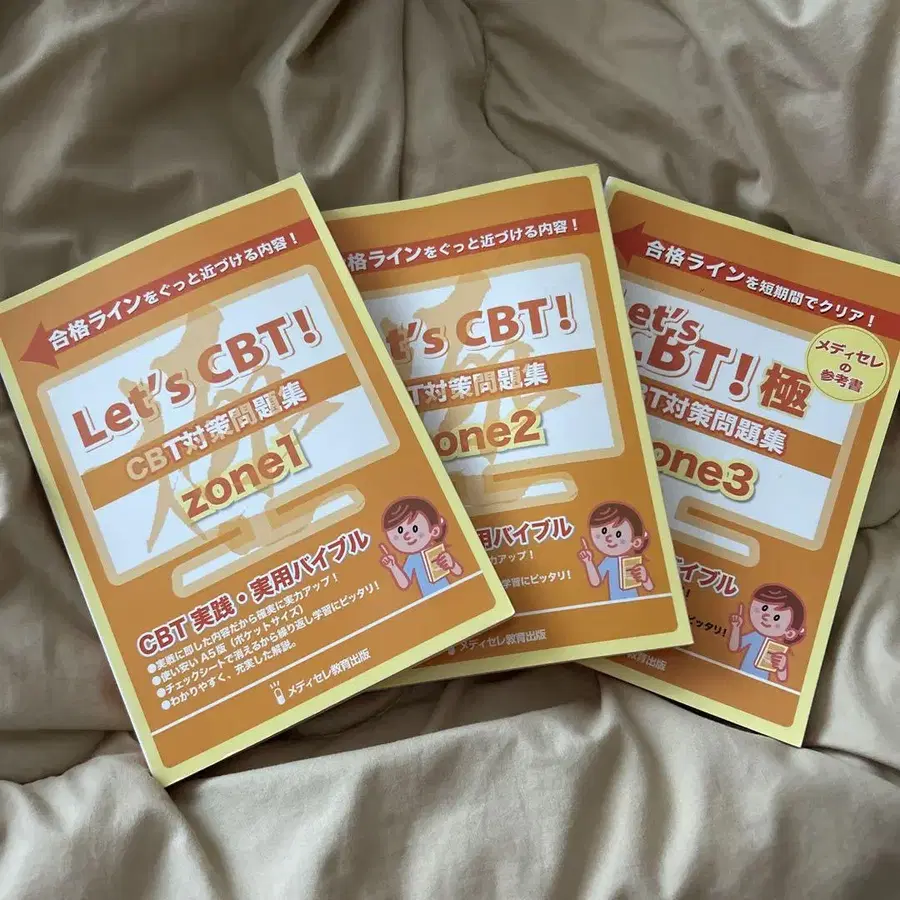 合格ラインをぐっと近づける内容！
Let's CBT!
CBT対策問題集
zone1
CBT 実践・実用バイブル
●実戦に即した内容だから確実に実力アップ！
●使い安い A5版（ポケットサイズ）
●チェックシートで消えるから繰り返し学習にピッタリ！
●わかりやすく、充実した解説。
メディセレ教育出版
格ラインをぐっと近づける内容！
t's CBT!
BT対策問題集
one2
用バイブル
力アップ！
学習にピッタリ！
メディセレ教育出版
合格ラインを短期間でクリア！
メディセレ
の
参考書
Let's
CBT! 極
BT対策問題集
one3
イブル
ピッタリ！
教育出版